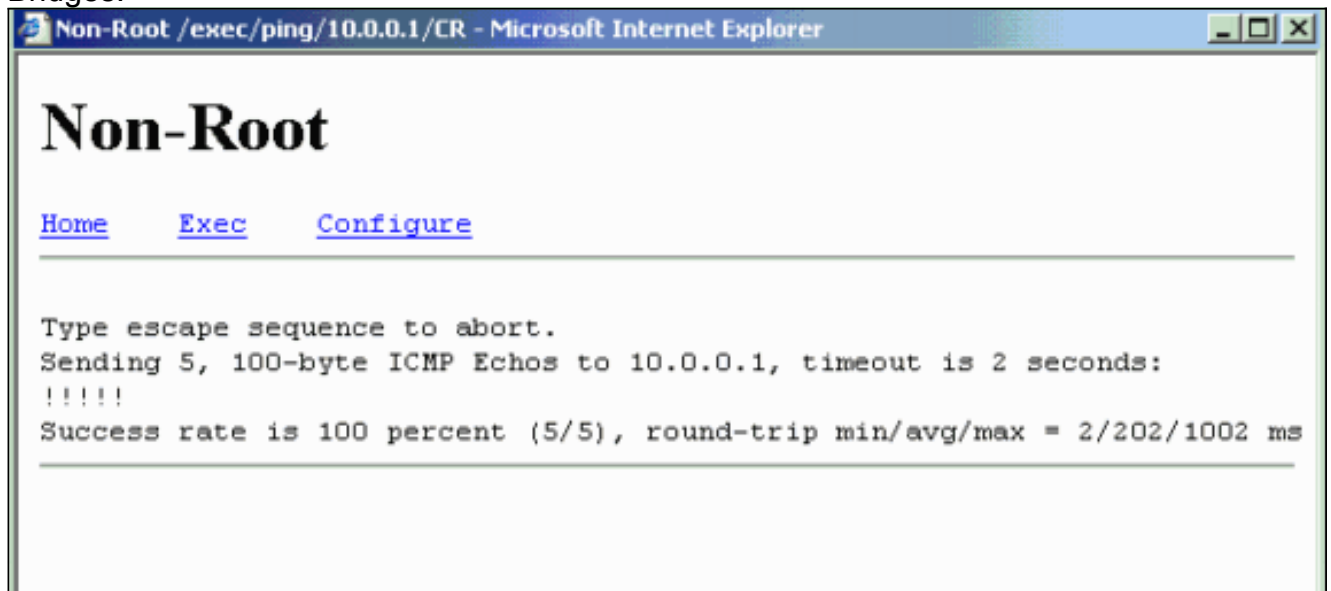 Bridges.
Non-Root /exec/ping/10.0.0.1/CR - Microsoft Internet Explorer
Non-Root
Home Exec Configure
Type escape sequence to abort.
Sending 5, 100-byte ICMP Echos to 10.0.0.1, timeout is 2 seconds:
!!!!!
Success rate is 100 percent (5/5), round-trip min/avg/max = 2/202/1002 ms